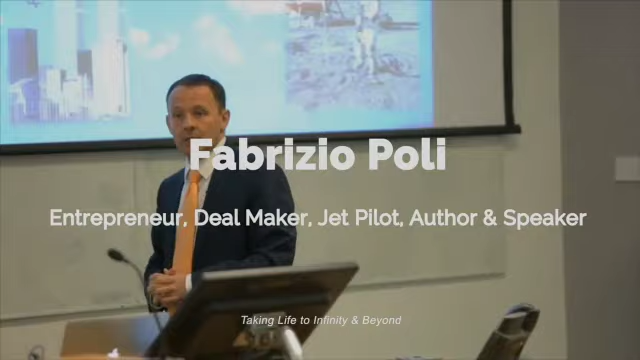 Fabrizio Poli
Entrepreneur, Deal Maker, Jet Pilot, Author & Speaker
Taking Life to Infinity & Beyond